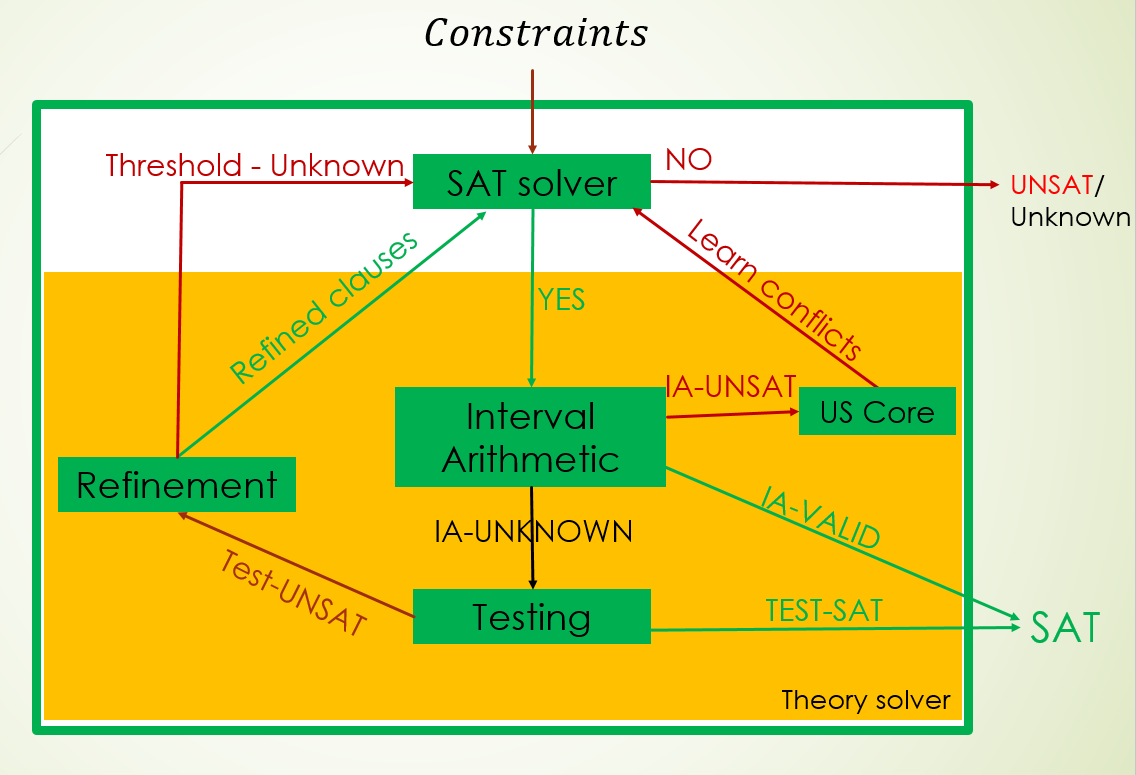 Constraints
Threshold - Unknown
SAT solver
NO
UNSAT/
Unknown
Refined clauses
YES
Learn conflicts
Interval
Arithmetic
IA-UNSAT
US Core
Refinement
IA-UNKNOWN
IA-VALID
Test-UNSAT
Testing
TEST-SAT
SAT
Theory solver